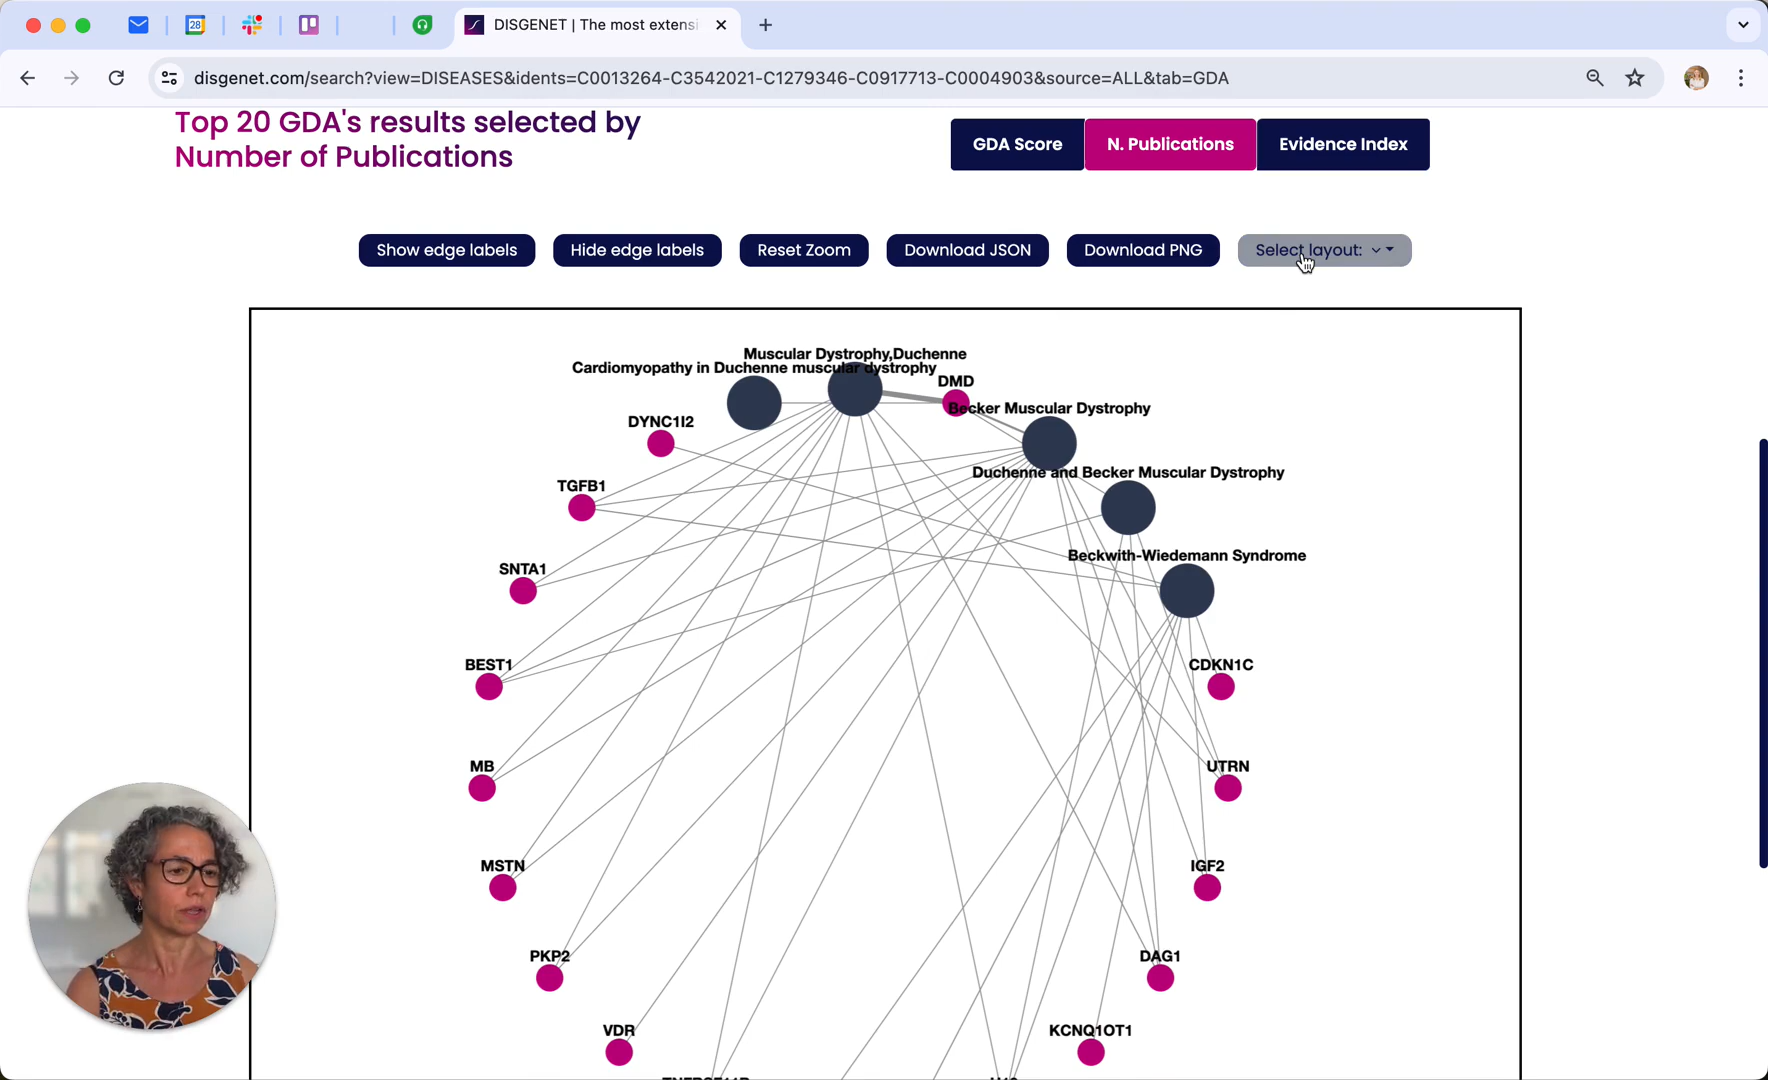 28
DISGENET | The most extensi
disgenet.com/search?view=DISEASES&idents=C0013264-C3542021-C1279346-C0917713-C0004903&source=ALL&tab=GDA
Top 20 GDA's results selected by
Number of Publications
GDA Score
N. Publications
Evidence Index
Show edge labels
Hide edge labels
Reset Zoom
Download JSON
Download PNG
Select layout:
Muscular Dystrophy,Duchenne
Cardiomyopathy in Duchenne muscular dystrophy
DMD
Becker Muscular Dystrophy
DYNC1I2
Duchenne and Becker Muscular Dystrophy
TGFB1
Beckwith-Wiedemann Syndrome
SNTA1
BEST1
CDKN1C
MB
UTRN
MSTN
IGF2
PKP2
DAG1
VDR
KCNQ1OT1